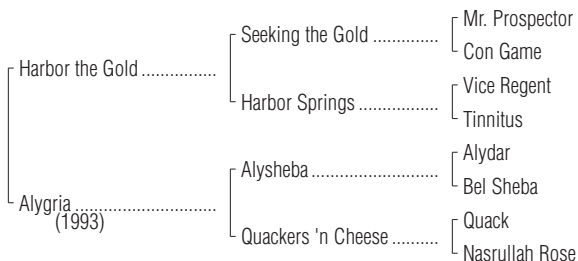 Mr. Prospector
Seeking the Gold ..............
Con Game
Harbor the Gold ................
Vice Regent
Harbor Springs .................
Tinnitus
Alydar
Alysheba ...........................
Bel Sheba
Alygria ..............................
(1993)
Quack
Quackers 'n Cheese ..........
Nasrullah Rose